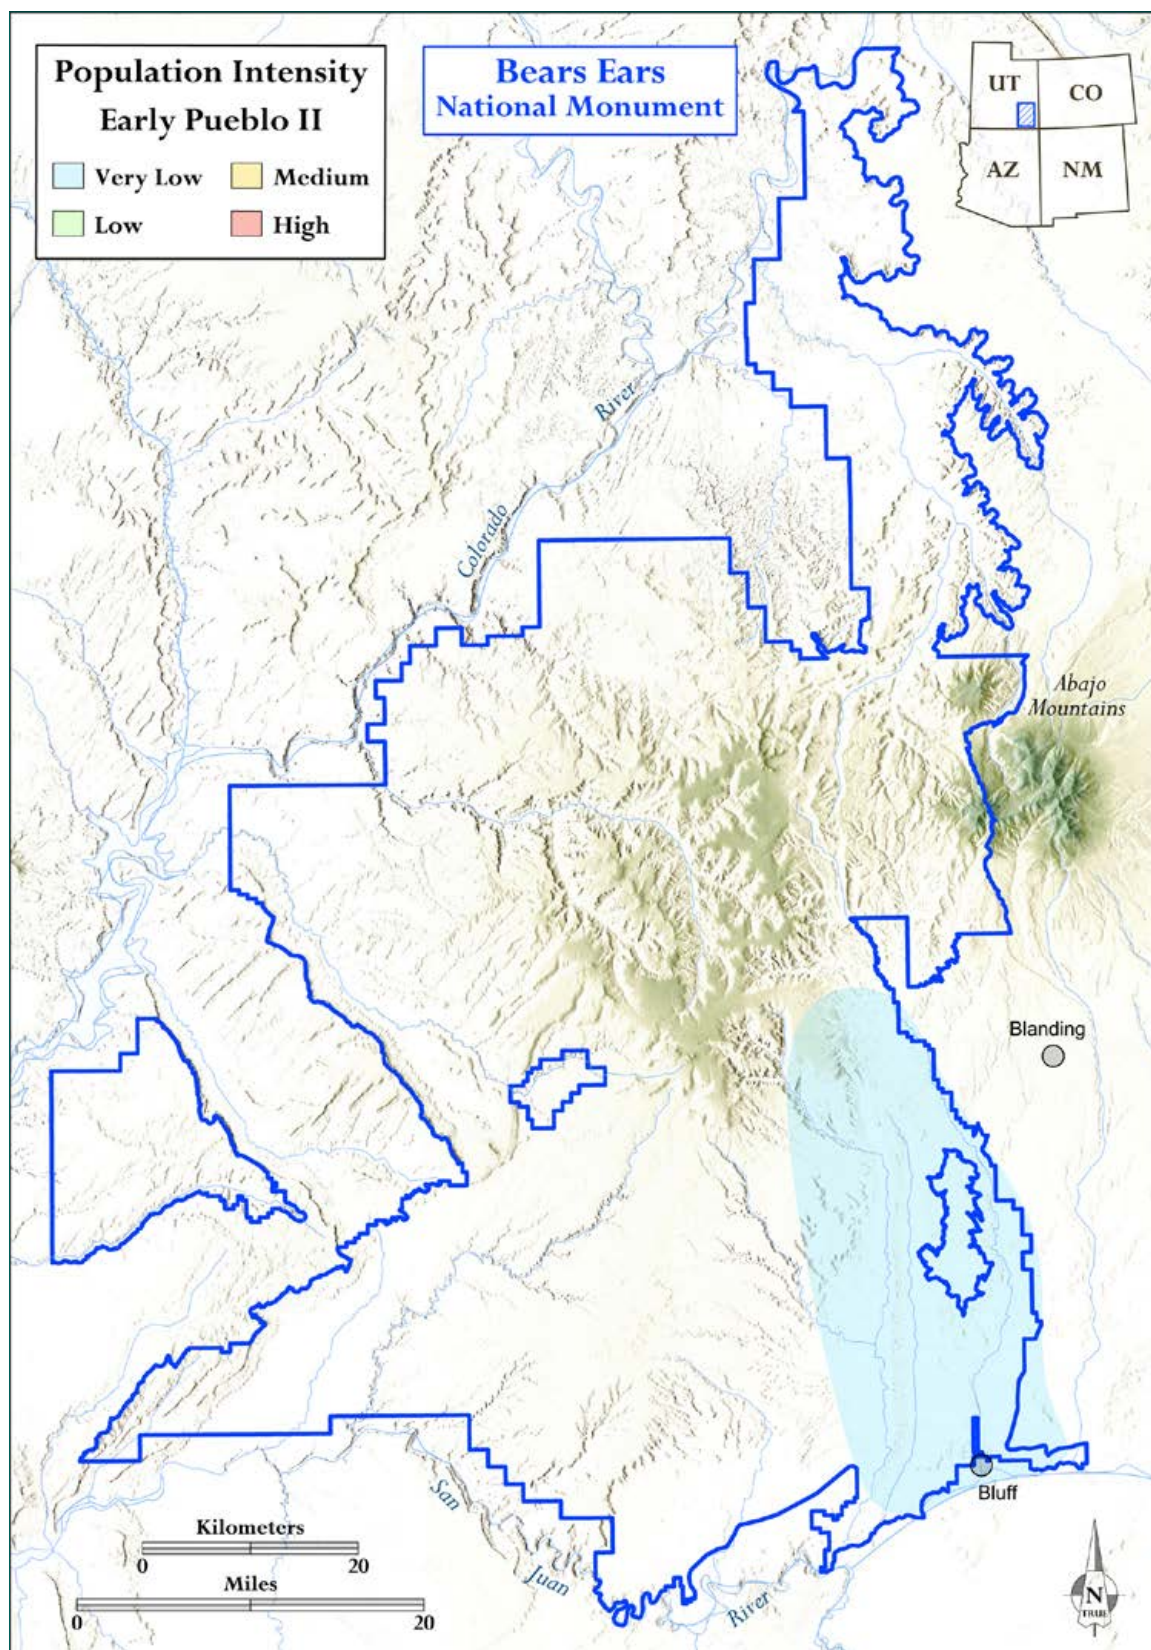 Population Intensity
Early Pueblo II
Very Low
Medium
Low
High
Bears Ears
National Monument
UT
CO
AZ
NM
River
Colorado
Abajo
Mountains
Blanding
Bluff
San
Juan
River
Kilometers
0
20
Miles
0
20
N
TRUE